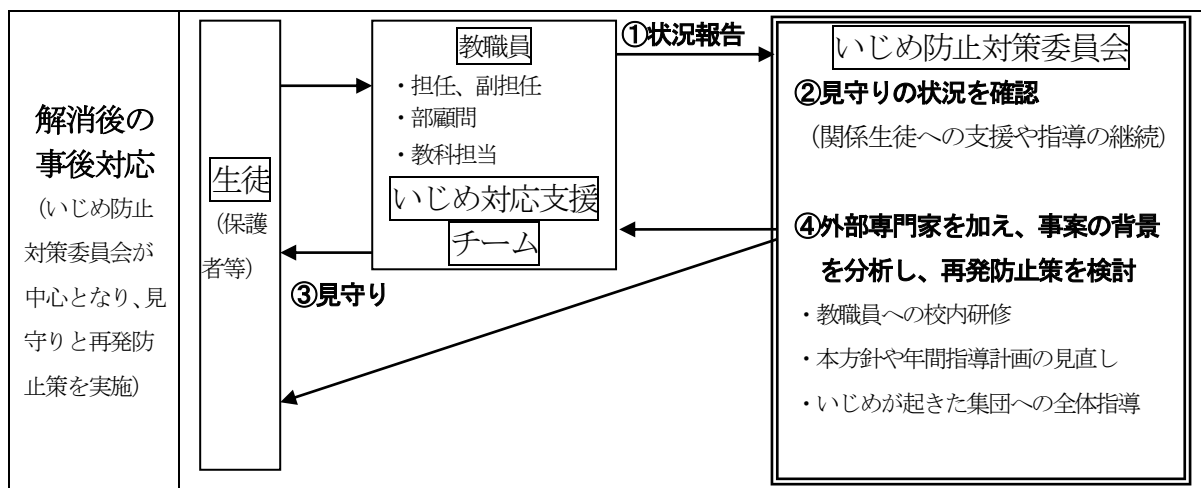 解消後の
事後対応
(いじめ防止
対策委員会が
中心となり、見
守りと再発防
止策を実施)
生徒
(保護
者等)
教職員
・担任、副担任
・部顧問
・教科担当
いじめ対応支援
チーム
①状況報告
③見守り
いじめ防止対策委員会
②見守りの状況を確認
(関係生徒への支援や指導の継続)
④外部専門家を加え、事案の背景
を分析し、再発防止策を検討
・教職員への校内研修
・本方針や年間指導計画の見直し
・いじめが起きた集団への全体指導